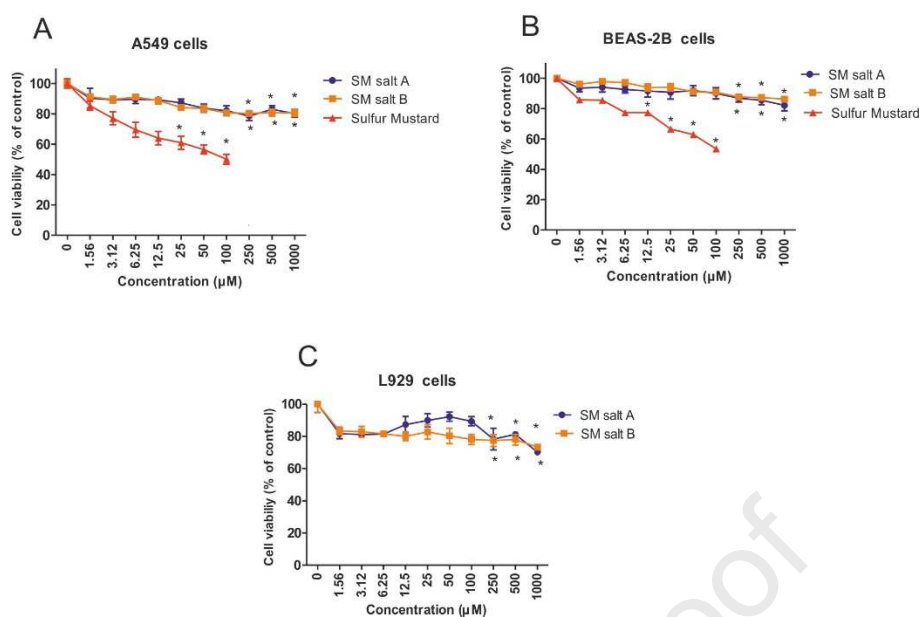 A
A549 cells
Cell viabiliy (% of control)
100
80
60
40
20
0
* * *
* * * * * *
0 1.56 3.12 6.25 12.5 25 50 100 250 500 1000
Concentration (µM)
SM salt A
SM salt B
Sulfur Mustard
B
BEAS-2B cells
Cell viabiliy (% of control)
100
80
60
40
20
0
* * *
* * * * * * *
0 1.56 3.12 6.25 12.5 25 50 100 250 500 1000
Concentration (µM)
SM salt A
SM salt B
Sulfur Mustard
C
L929 cells
Cell viabiliy (% of control)
100
80
60
40
20
0
* * *
* * *
0 1.56 3.12 6.25 12.5 25 50 100 250 500 1000
Concentration (µM)
SM salt A
SM salt B
oof